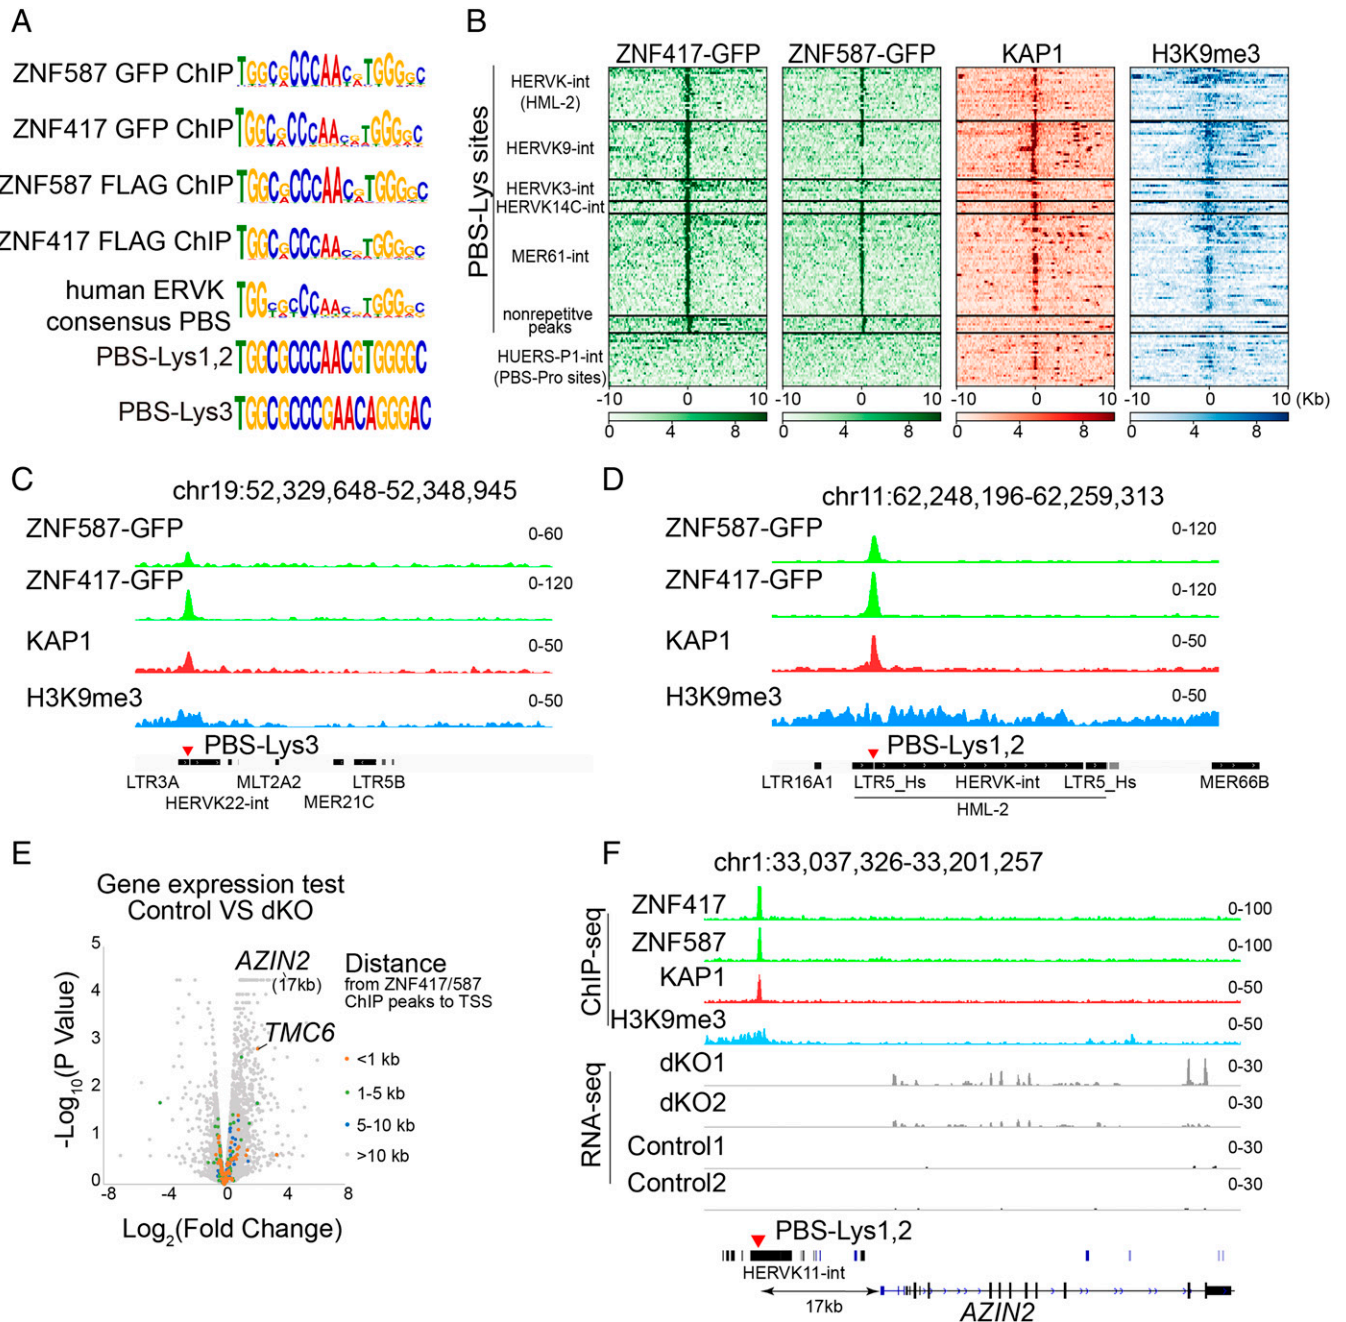 A
ZNF587 GFP ChIP TGGCGCCCAACGTGGGGC
ZNF417 GFP ChIP TGGCGCCCAACGTGGGGC
ZNF587 FLAG ChIP TGGCGCCCAACGTGGGGC
ZNF417 FLAG ChIP TGGCGCCCAACGTGGGGC
human ERVK
consensus PBS TGGCGCCCAACGTGGGGC
PBS-Lys1,2 TGGCGCCCAACGTGGGGC
PBS-Lys3 TGGCGCCCGAACAGGGAC
B
ZNF417-GFP ZNF587-GFP KAP1 H3K9me3
PBS-Lys sites
HERVK-int
(HML-2)
HERVK9-int
HERVK3-int
HERVK14C-int
MER61-int
nonrepetitve
peaks
HUERS-P1-int
(PBS-Pro sites)
-10 0 10 -10 0 10 -10 0 10 -10 0 10 (Kb)
0 4 8 0 4 8 0 4 8 0 4 8
C
chr19:52,329,648-52,348,945
ZNF587-GFP 0-60
ZNF417-GFP 0-120
KAP1 0-50
H3K9me3 0-50
PBS-Lys3
LTR3A MLT2A2 LTR5B
HERVK22-int MER21C
D
chr11:62,248,196-62,259,313
ZNF587-GFP 0-120
ZNF417-GFP 0-120
KAP1 0-50
H3K9me3 0-50
PBS-Lys1,2
LTR16A1 LTR5_Hs HERVK-int LTR5_Hs MER66B
HML-2
E
Gene expression test
Control VS dKO
-Log10(P Value)
5
4
3
2
1
0
-8 -4 0 4 8
Log2(Fold Change)
AZIN2
(17kb)
TMC6
Distance
from ZNF417/587
ChIP peaks to TSS
<1 kb
1-5 kb
5-10 kb
>10 kb
F
chr1:33,037,326-33,201,257
ChIP-seq
ZNF417 0-100
ZNF587 0-100
KAP1 0-50
H3K9me3 0-50
RNA-seq
dKO1 0-30
dKO2 0-30
Control1 0-30
Control2 0-30
PBS-Lys1,2
HERVK11-int
17kb
AZIN2